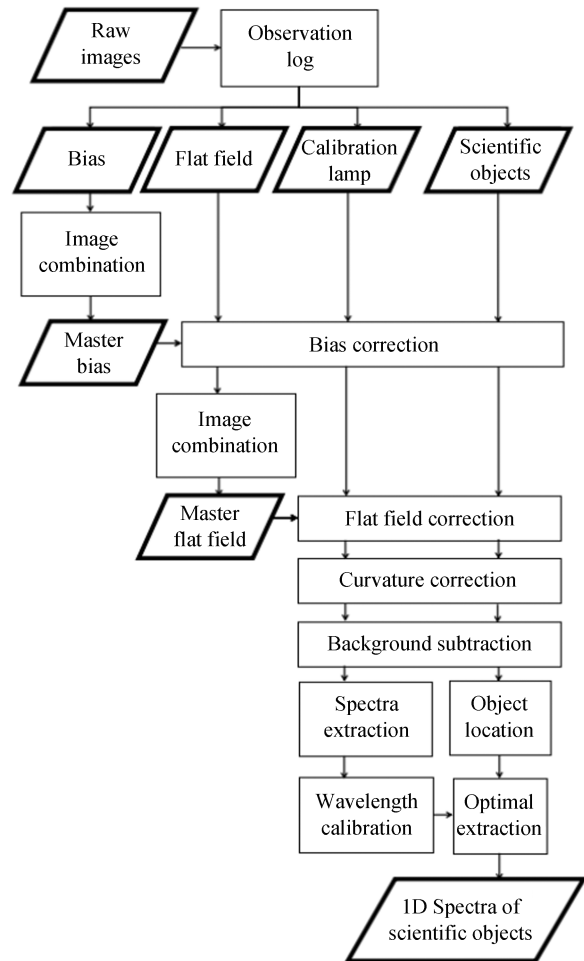 Raw
images
Observation
log
Bias
Flat field
Calibration
lamp
Scientific
objects
Image
combination
Master
bias
Bias correction
Image
combination
Master
flat field
Flat field correction
Curvature correction
Background subtraction
Spectra
extraction
Object
location
Wavelength
calibration
Optimal
extraction
1D Spectra of
scientific objects